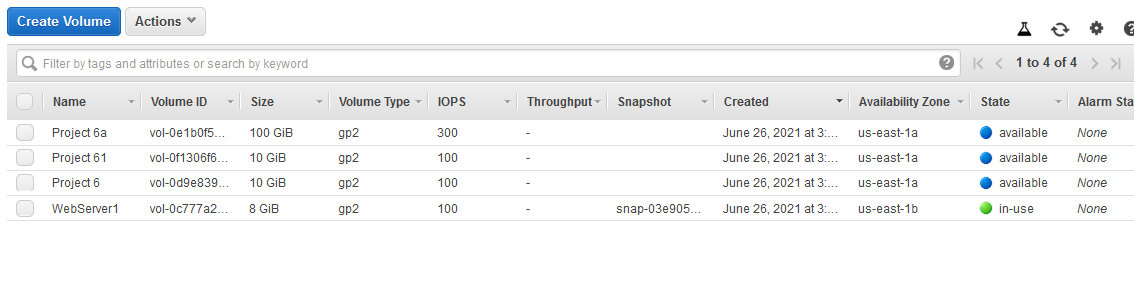 Create Volume Actions
Filter by tags and attributes or search by keyword 1 to 4 of 4
Name Volume ID Size Volume Type IOPS Throughput Snapshot Created Availability Zone State Alarm Sta
Project 6a vol-0e1b0f5... 100 GiB gp2 300 - June 26, 2021 at 3:... us-east-1a available None
Project 61 vol-0f1306f6... 10 GiB gp2 100 - June 26, 2021 at 3:... us-east-1a available None
Project 6 vol-0d9e839... 10 GiB gp2 100 - June 26, 2021 at 3:... us-east-1a available None
WebServer1 vol-0c777a2... 8 GiB gp2 100 - snap-03e905... June 26, 2021 at 3:... us-east-1b in-use None